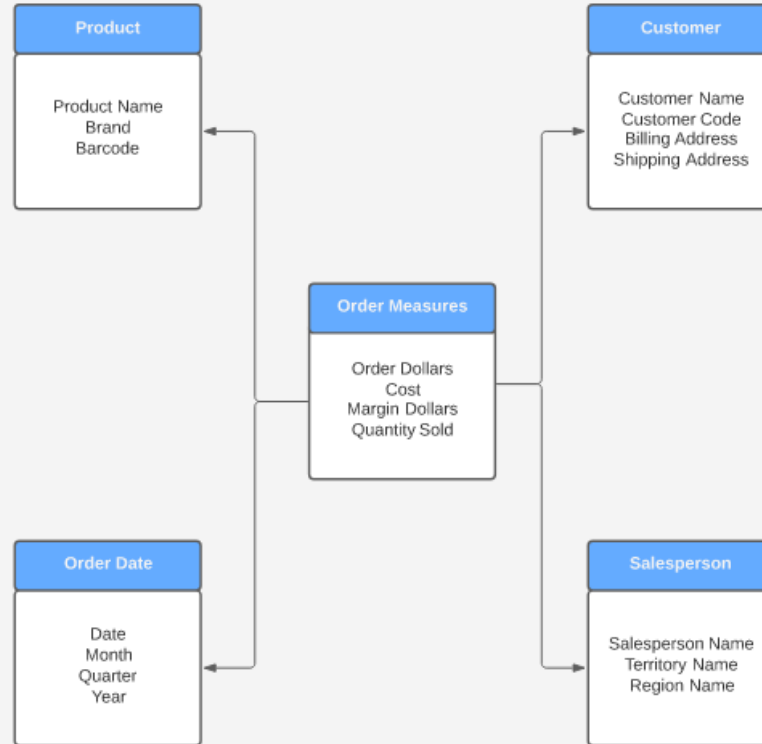 Product
Product Name
Brand
Barcode
Customer
Customer Name
Customer Code
Billing Address
Shipping Address
Order Measures
Order Dollars
Cost
Margin Dollars
Quantity Sold
Order Date
Date
Month
Quarter
Year
Salesperson
Salesperson Name
Territory Name
Region Name